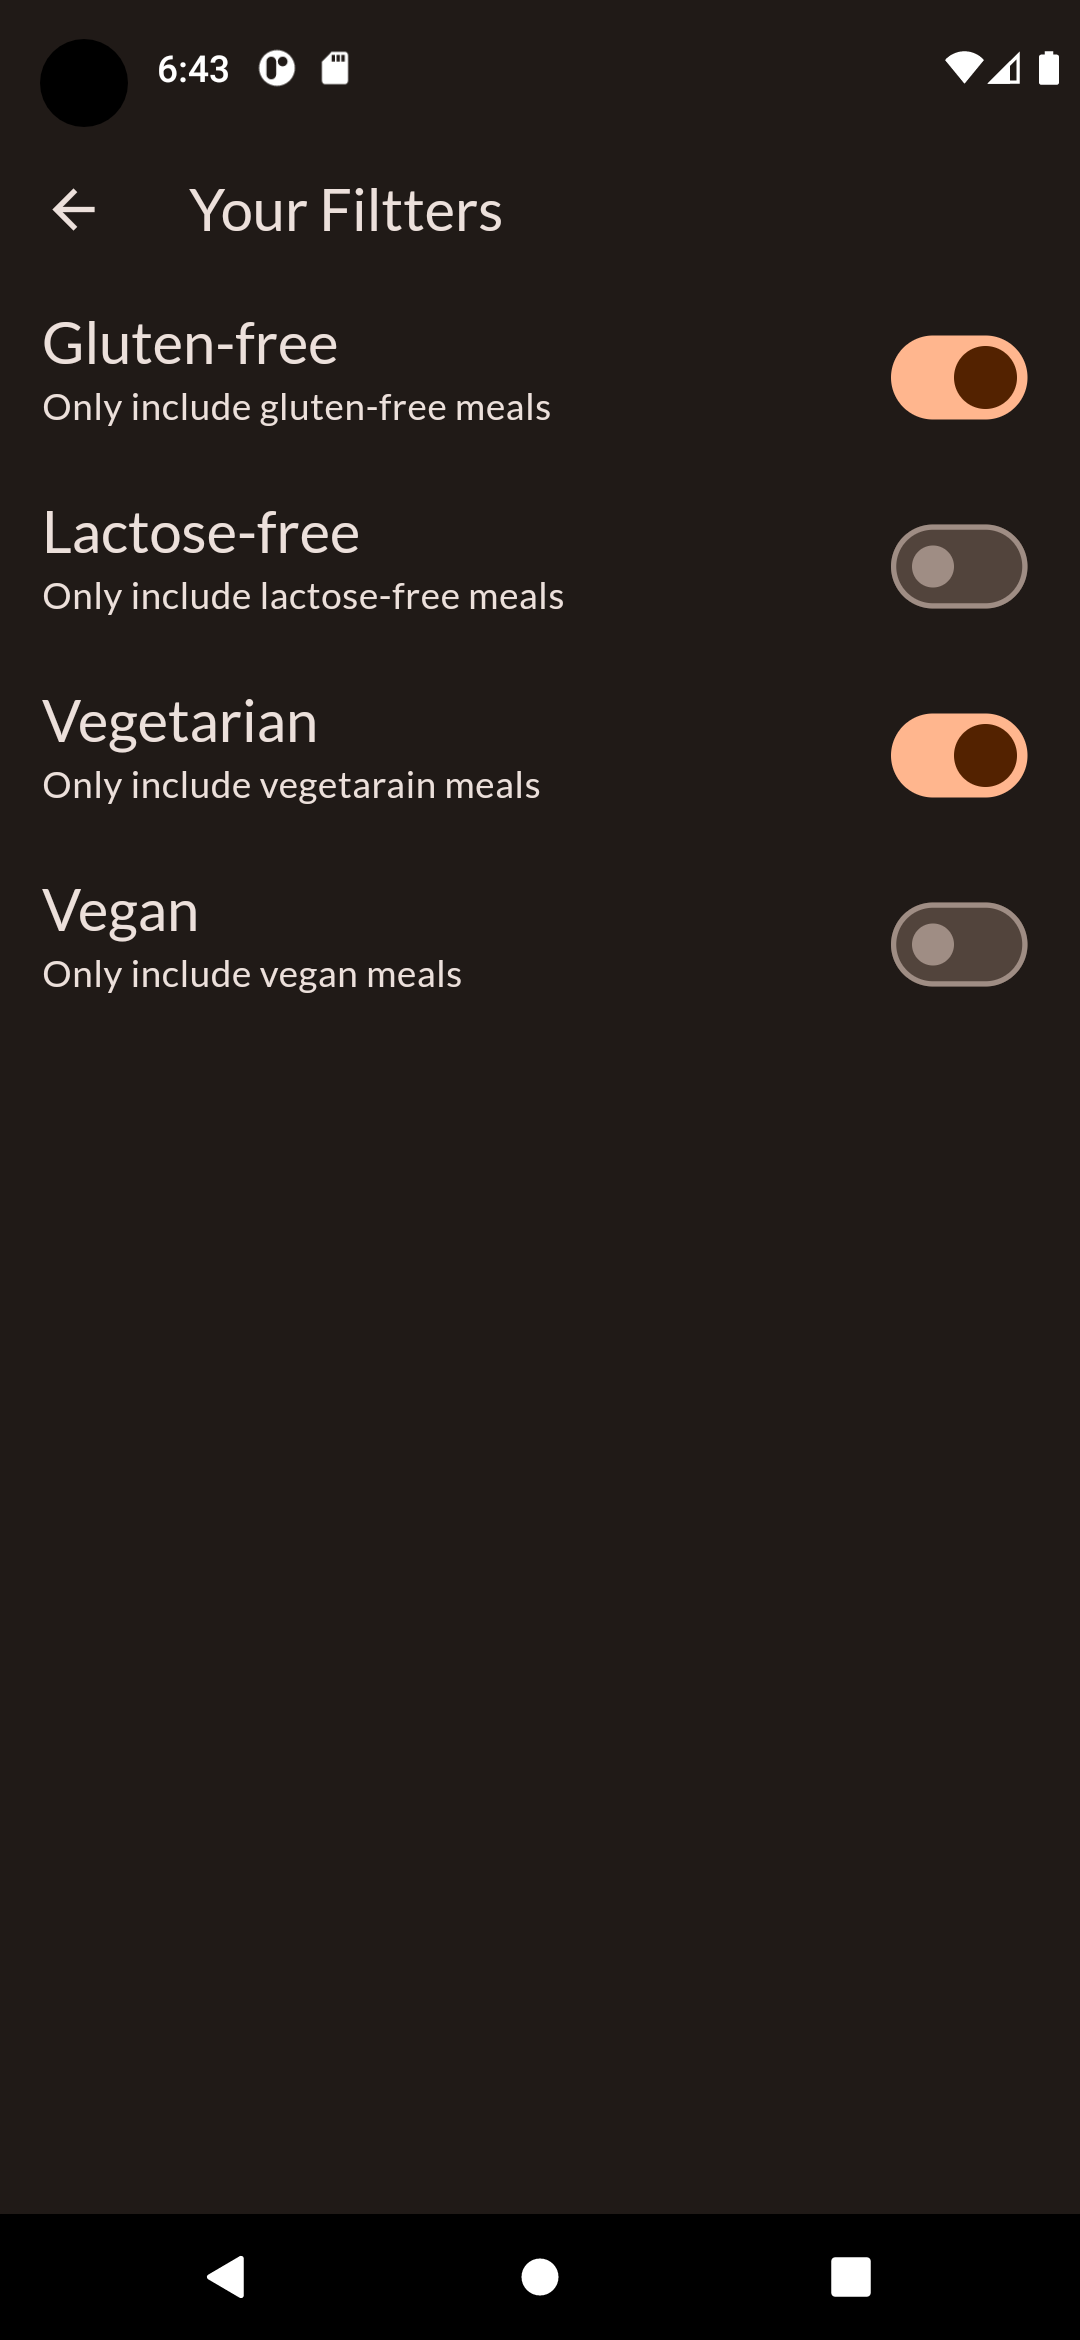 6:43
Your Filtters
Gluten-free
Only include gluten-free meals
Lactose-free
Only include lactose-free meals
Vegetarian
Only include vegetarain meals
Vegan
Only include vegan meals